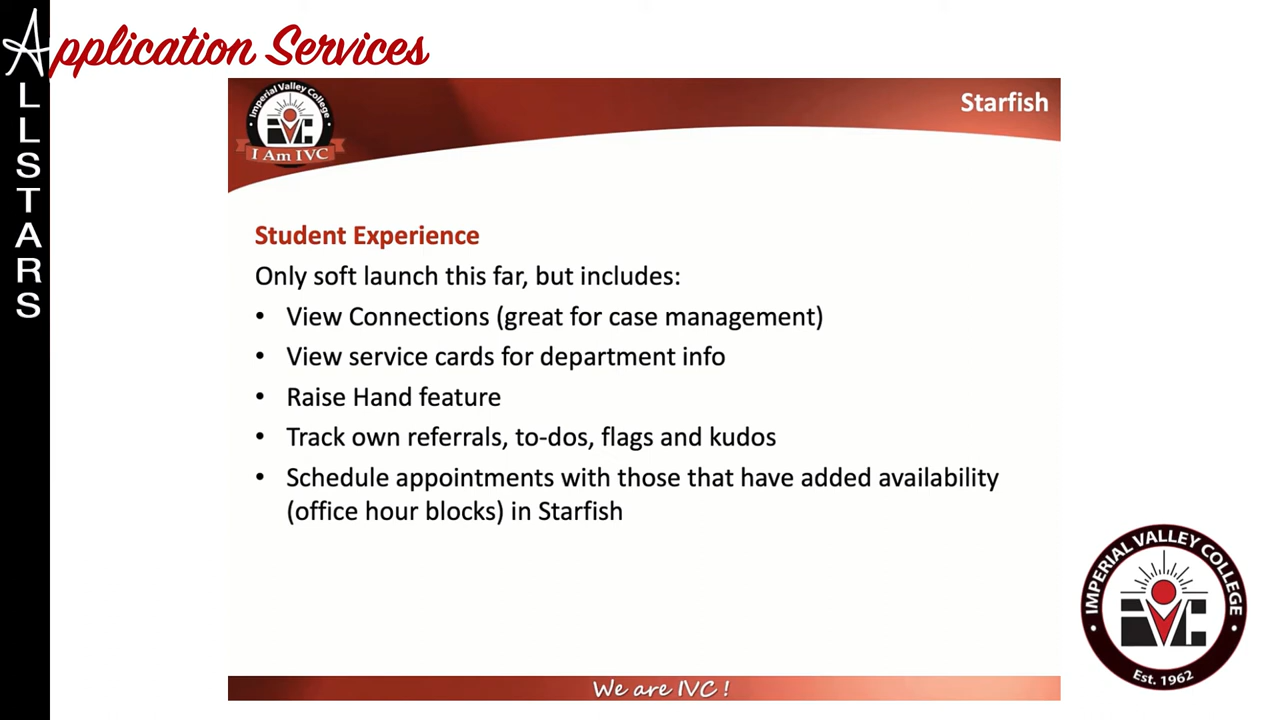 Application Services
ALLSTARS
Imperial Valley College
IVC
I Am IVC
Starfish
Student Experience
Only soft launch this far, but includes:
• View Connections (great for case management)
• View service cards for department info
• Raise Hand feature
• Track own referrals, to-dos, flags and kudos
• Schedule appointments with those that have added availability
(office hour blocks) in Starfish
IMPERIAL VALLEY COLLEGE
IVC
Est. 1962
We are IVC !